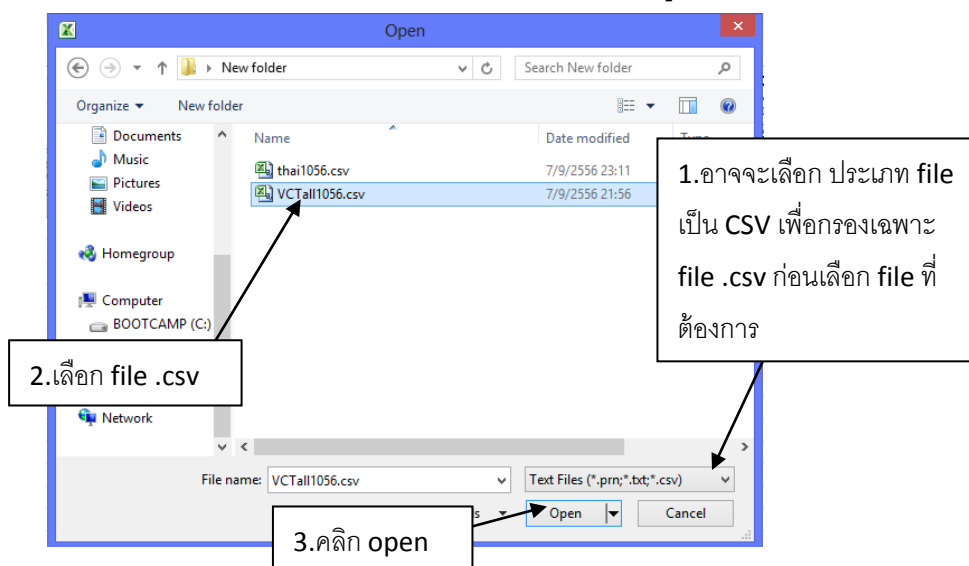 Open
New folder
Search New folder
Organize
New folder
Name
Date modified
Documents
Music
Pictures
Videos
Homegroup
Computer
BOOTCAMP (C:)
Network
thai1056.csv
7/9/2556 23:11
VCTall1056.csv
7/9/2556 21:56
1.อาจจะเลือก ประเภท file
เป็น CSV เพื่อกรองเฉพาะ
file .csv ก่อนเลือก file ที่
ต้องการ
2.เลือก file .csv
File name:
VCTall1056.csv
Text Files (*.prn;*.txt;*.csv)
Open
Cancel
3.คลิก open